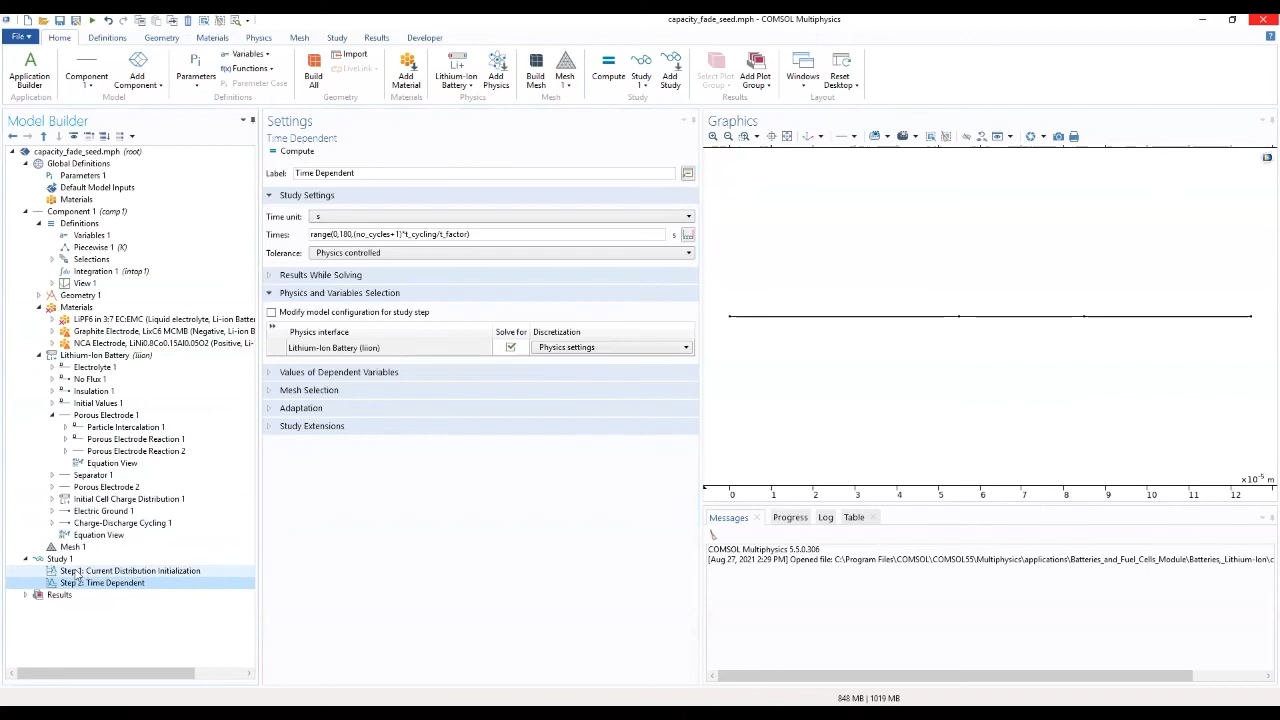 capacity_fade_seed.mph - COMSOL Multiphysics
File
Home Definitions Geometry Materials Physics Mesh Study Results Developer
Application Builder
Component 1
Add Component
Parameters
Variables
Functions
Parameter Case
Build All
Import
LiveLink
Add Material
Lithium-Ion Battery
Add Physics
Build Mesh
Mesh 1
Compute
Study 1
Add Study
Select Plot Group
Add Plot Group
Windows
Reset Desktop
Application Model Definitions Geometry Materials Physics Mesh Study Results Layout
Model Builder
capacity_fade_seed.mph (root)
Global Definitions
Parameters 1
Default Model Inputs
Materials
Component 1 (comp1)
Definitions
Variables 1
Piecewise 1 (K)
Selections
Integration 1 (intop1)
View 1
Geometry 1
Materials
LiPF6 in 3:7 EC:EMC (Liquid electrolyte, Li-ion Batte
Graphite Electrode, LixC6 MCMB (Negative, Li-ion B
NCA Electrode, LiNi0.8Co0.15Al0.05O2 (Positive, Li-
Lithium-Ion Battery (liion)
Electrolyte 1
No Flux 1
Insulation 1
Initial Values 1
Porous Electrode 1
Particle Intercalation 1
Porous Electrode Reaction 1
Porous Electrode Reaction 2
Equation View
Separator 1
Porous Electrode 2
Initial Cell Charge Distribution 1
Electric Ground 1
Charge-Discharge Cycling 1
Equation View
Mesh 1
Study 1
Step 1: Current Distribution Initialization
Step 2: Time Dependent
Results
Settings
Time Dependent
= Compute
Label: Time Dependent
Study Settings
Time unit: s
Times: range(0,180,(no_cycles+1)*t_cycling/t_factor) s
Tolerance: Physics controlled
Results While Solving
Physics and Variables Selection
Modify model configuration for study step
Physics interface Solve for Discretization
Lithium-Ion Battery (liion) Physics settings
Values of Dependent Variables
Mesh Selection
Adaptation
Study Extensions
Graphics
×10⁻⁵ m
0 1 2 3 4 5 6 7 8 9 10 11 12
Messages Progress Log Table
COMSOL Multiphysics 5.5.0.306
[Aug 27, 2021 2:29 PM] Opened file: C:\Program Files\COMSOL\COMSOL55\Multiphysics\applications\Batteries_and_Fuel_Cells_Module\Batteries,_Lithium-Ion\c
848 MB | 1019 MB